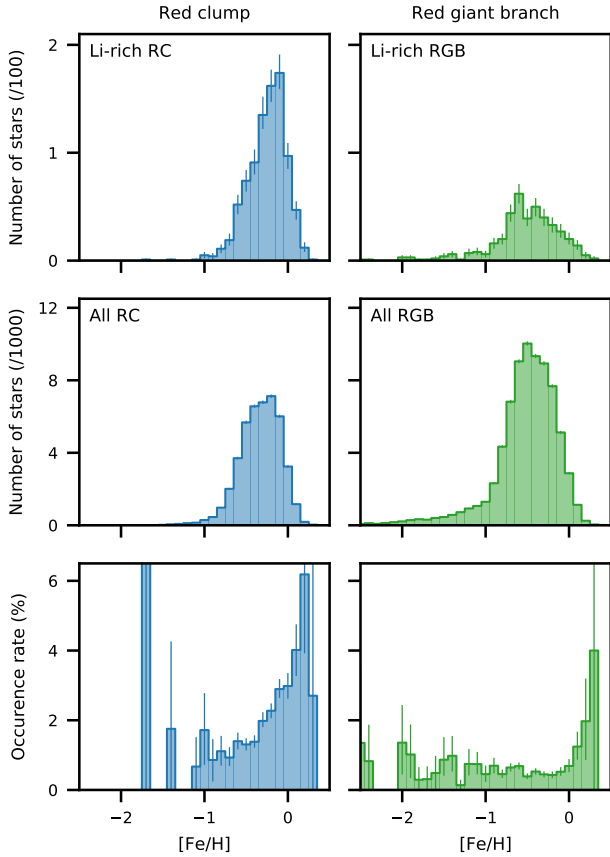 Red clump
Red giant branch
Number of stars (/100)
2
1
0
Li-rich RC
Li-rich RGB
Number of stars (/1000)
12
8
4
0
All RC
All RGB
Occurence rate (%)
6
4
2
0
−2 −1 0
−2 −1 0
[Fe/H]
[Fe/H]